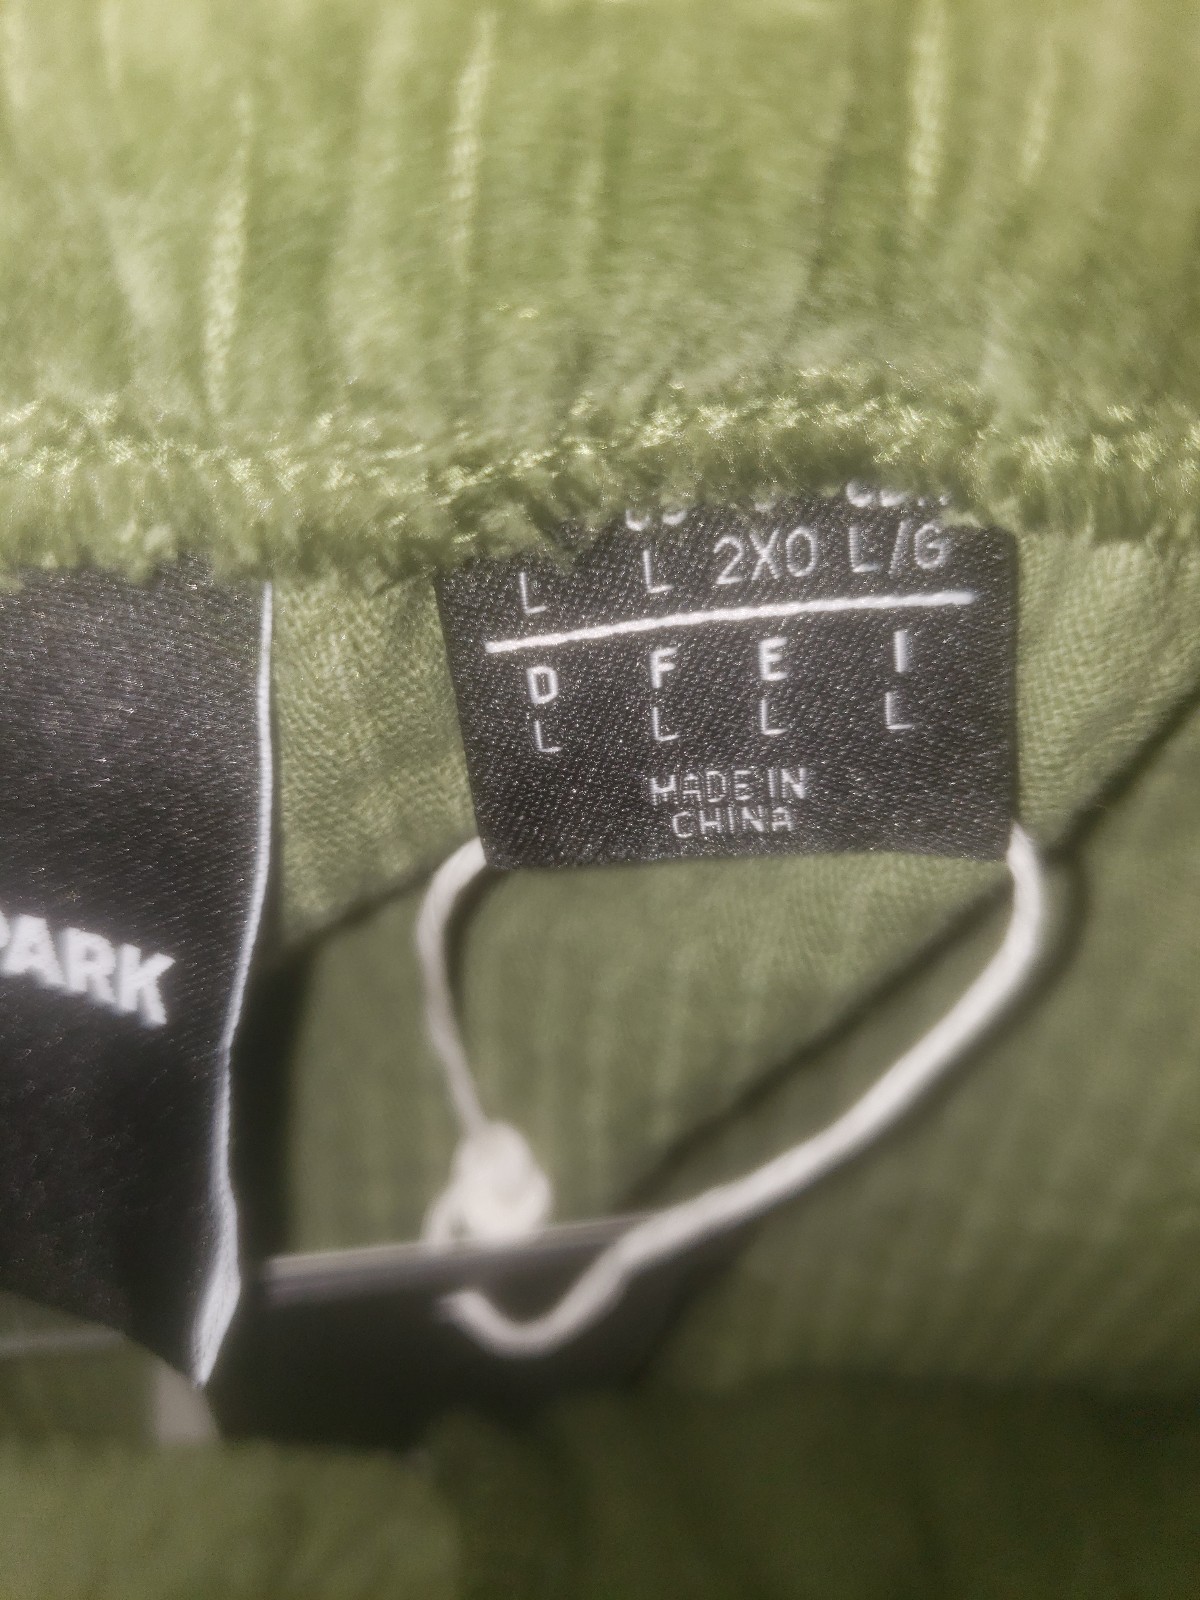 L L 2XO L/G
D F E I
L L L L
MADE IN
CHINA
PARK